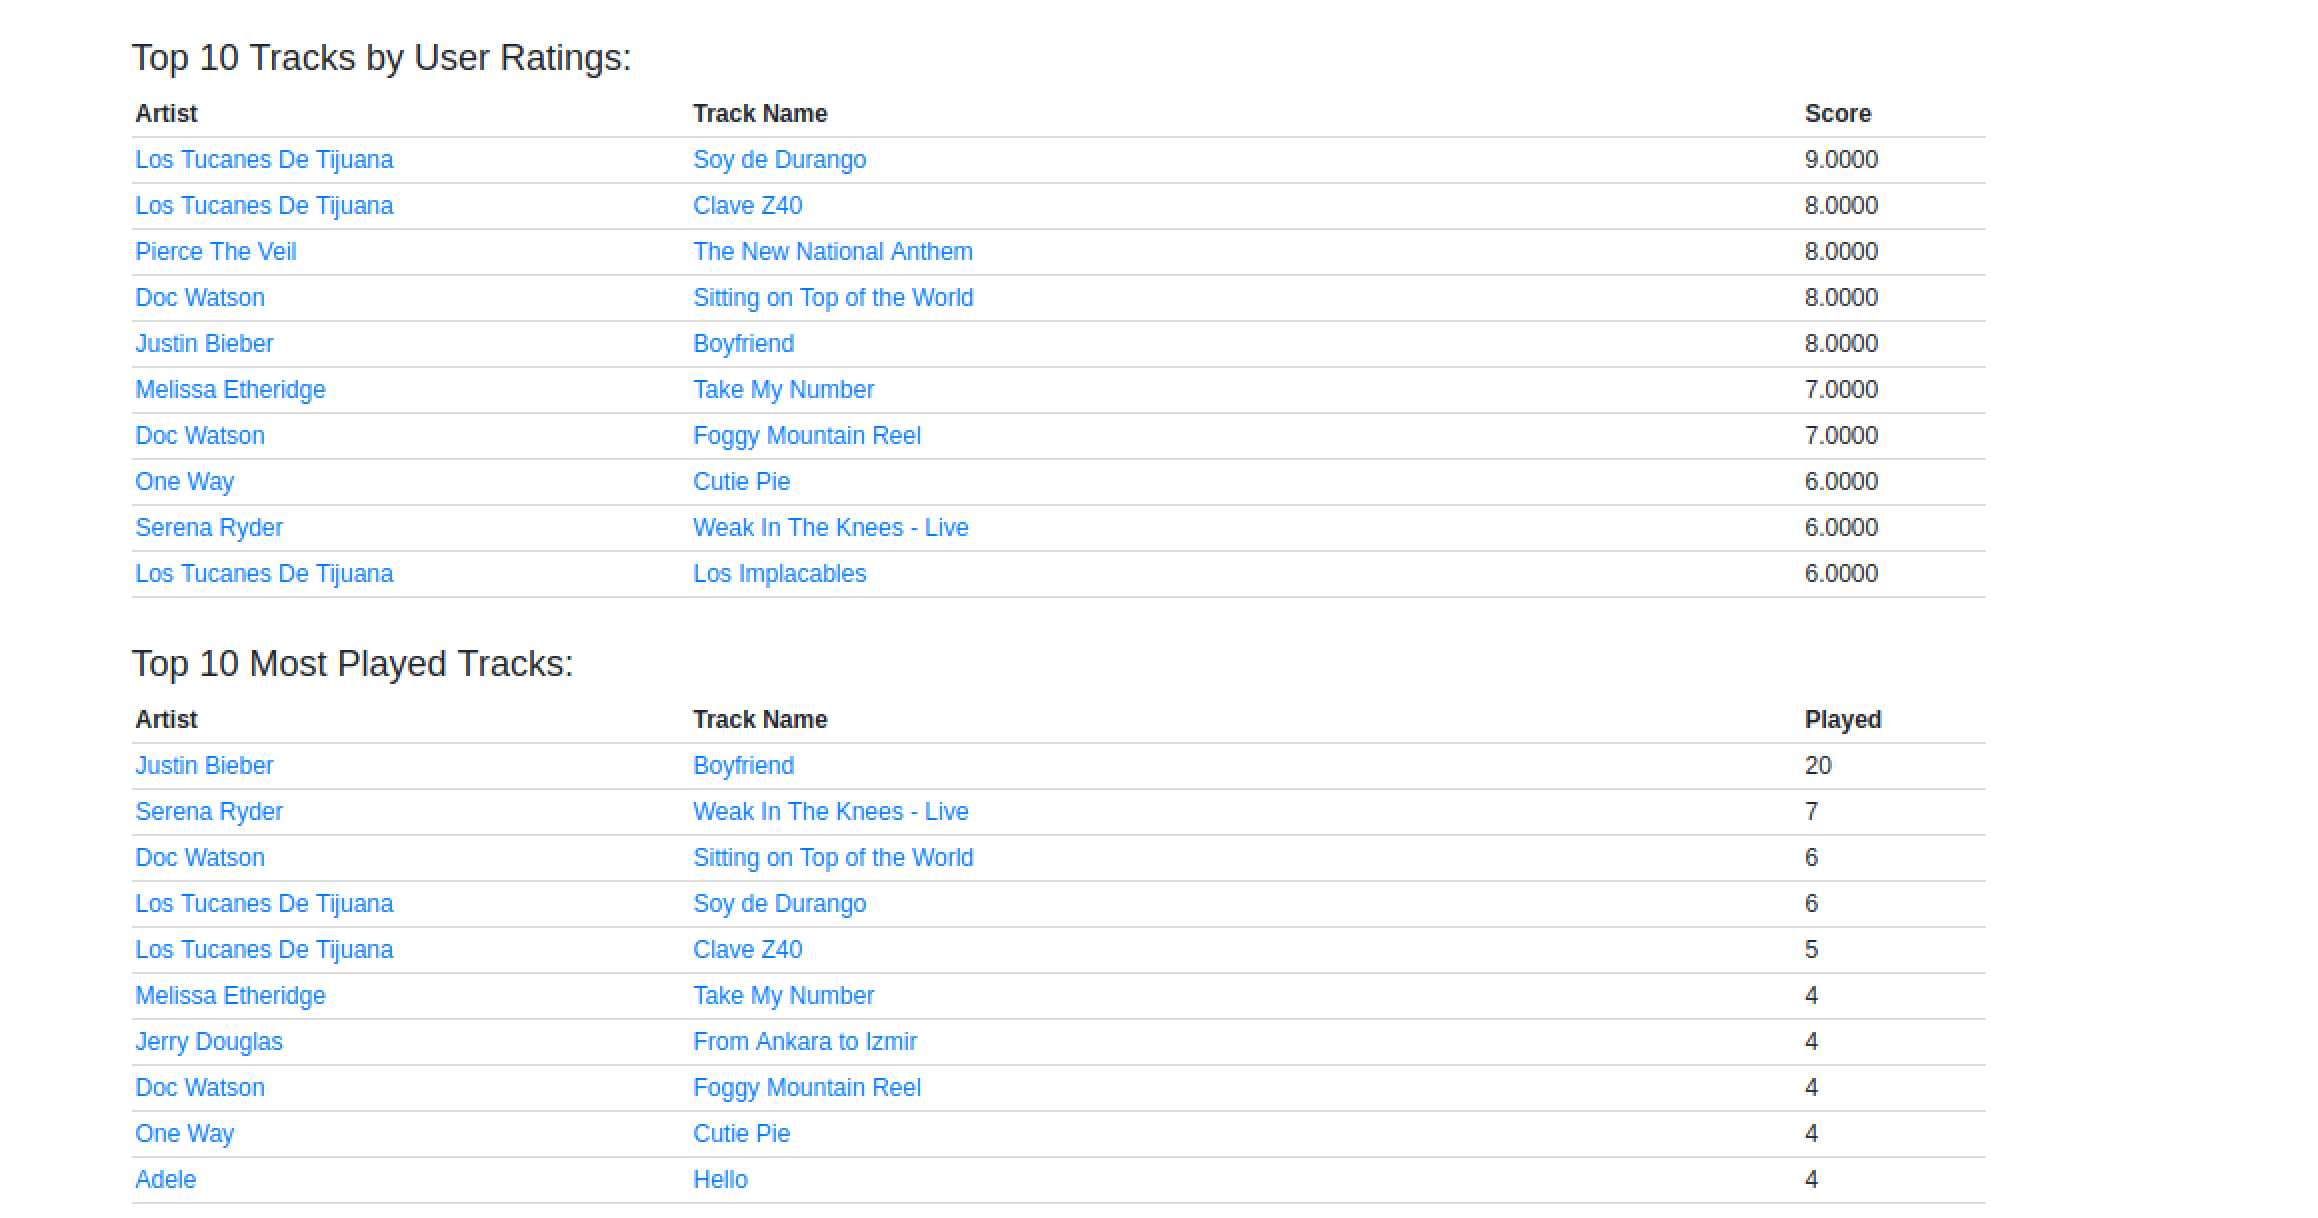 Top 10 Tracks by User Ratings:
Artist Track Name Score
Los Tucanes De Tijuana Soy de Durango 9.0000
Los Tucanes De Tijuana Clave Z40 8.0000
Pierce The Veil The New National Anthem 8.0000
Doc Watson Sitting on Top of the World 8.0000
Justin Bieber Boyfriend 8.0000
Melissa Etheridge Take My Number 7.0000
Doc Watson Foggy Mountain Reel 7.0000
One Way Cutie Pie 6.0000
Serena Ryder Weak In The Knees - Live 6.0000
Los Tucanes De Tijuana Los Implacables 6.0000
Top 10 Most Played Tracks:
Artist Track Name Played
Justin Bieber Boyfriend 20
Serena Ryder Weak In The Knees - Live 7
Doc Watson Sitting on Top of the World 6
Los Tucanes De Tijuana Soy de Durango 6
Los Tucanes De Tijuana Clave Z40 5
Melissa Etheridge Take My Number 4
Jerry Douglas From Ankara to Izmir 4
Doc Watson Foggy Mountain Reel 4
One Way Cutie Pie 4
Adele Hello 4